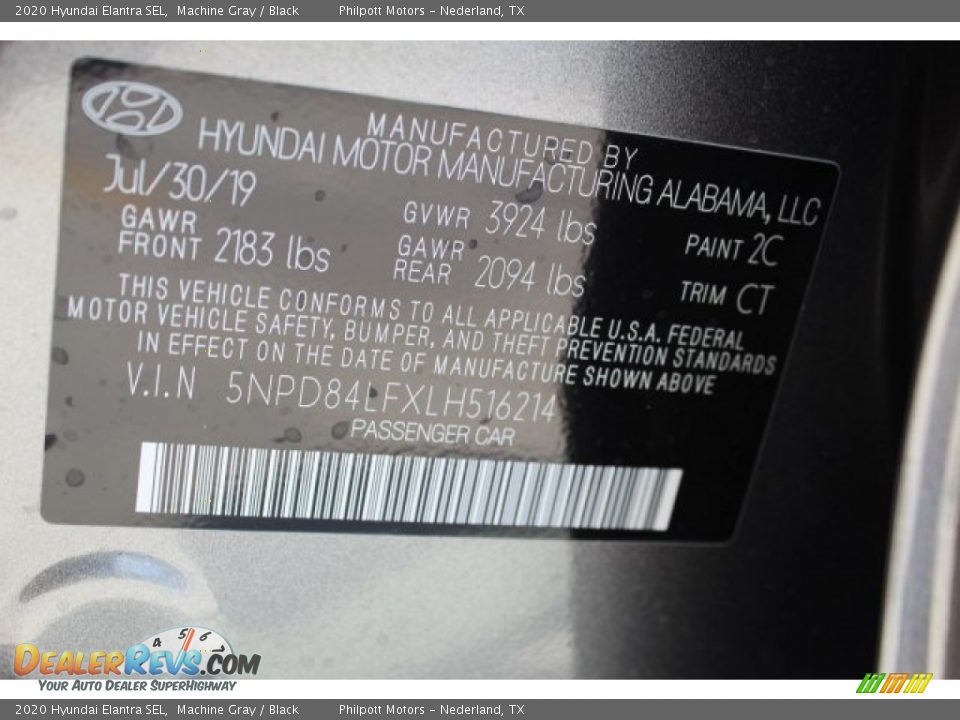 2020 Hyundai Elantra SEL,  Machine Gray / Black        Philpott Motors – Nederland, TX
MANUFACTURED BY
HYUNDAI MOTOR MANUFACTURING ALABAMA, LLC
Jul/30/19
GVWR 3924 lbs
PAINT 2C
GAWR FRONT 2183 lbs
GAWR REAR 2094 lbs
TRIM CT
THIS VEHICLE CONFORMS TO ALL APPLICABLE U.S.A. FEDERAL
MOTOR VEHICLE SAFETY, BUMPER, AND THEFT PREVENTION STANDARDS
IN EFFECT ON THE DATE OF MANUFACTURE SHOWN ABOVE
V.I.N 5NPD84LFXLH516214
PASSENGER CAR
4 5 6 7
DEALERREVS.COM
YOUR AUTO DEALER SUPERHIGHWAY
2020 Hyundai Elantra SEL,  Machine Gray / Black        Philpott Motors – Nederland, TX